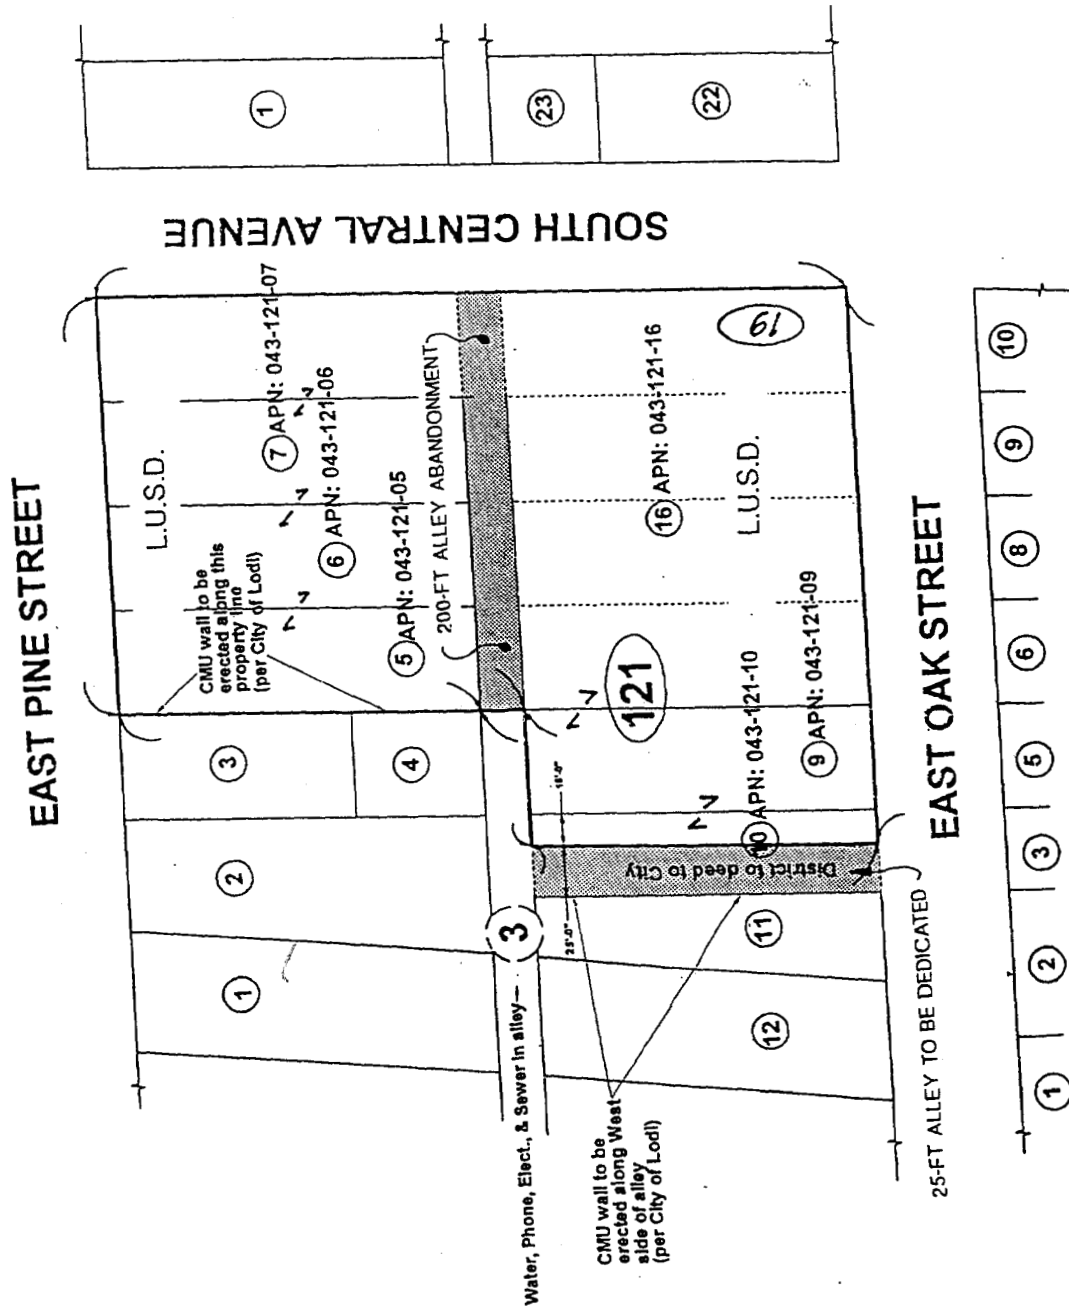 EAST PINE STREET
SOUTH CENTRAL AVENUE
EAST OAK STREET
1
23
22
L.U.S.D.
7 APN: 043-121-07
6 APN: 043-121-06
5 APN: 043-121-05
CMU wall to be
erected along this
property line
(per City of Lodi)
200-FT ALLEY ABANDONMENT
1
2
3
4
3
Water, Phone, Elect., & Sewer in alley
121
16 APN: 043-121-16
19
L.U.S.D.
10 APN: 043-121-10
9 APN: 043-121-09
25'-0"
District to deed to City
11
12
CMU wall to be
erected along West
side of alley
(per City of Lodi)
25-FT ALLEY TO BE DEDICATED
1
2
3
5
6
8
9
10